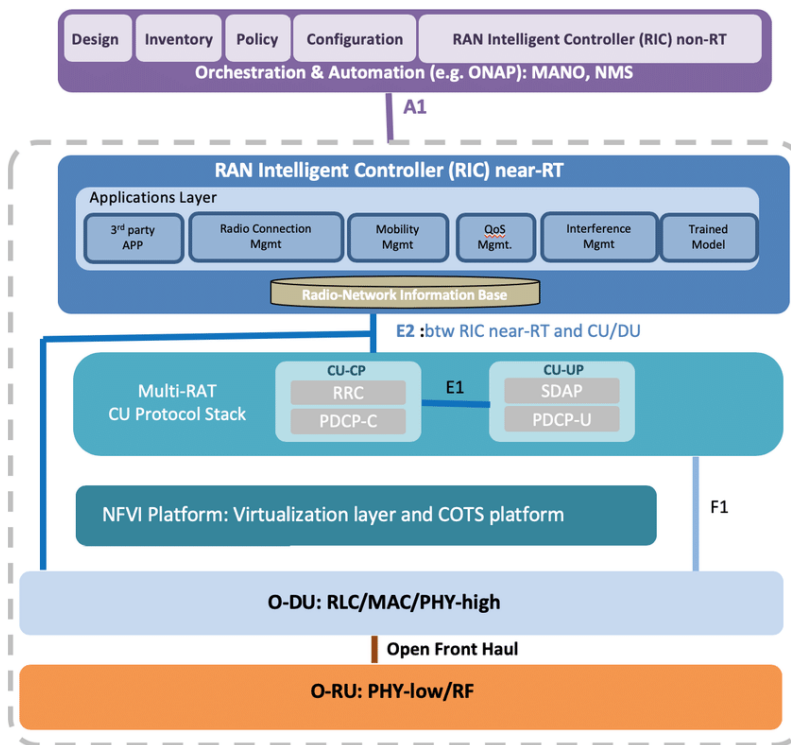 Design
Inventory
Policy
Configuration
RAN Intelligent Controller (RIC) non-RT
Orchestration & Automation (e.g. ONAP): MANO, NMS
A1
RAN Intelligent Controller (RIC) near-RT
Applications Layer
3rd party
APP
Radio Connection
Mgmt
Mobility
Mgmt
QoS
Mgmt.
Interference
Mgmt
Trained
Model
Radio-Network Information Base
E2 :btw RIC near-RT and CU/DU
Multi-RAT
CU Protocol Stack
CU-CP
RRC
PDCP-C
E1
CU-UP
SDAP
PDCP-U
NFVI Platform: Virtualization layer and COTS platform
F1
O-DU: RLC/MAC/PHY-high
Open Front Haul
O-RU: PHY-low/RF